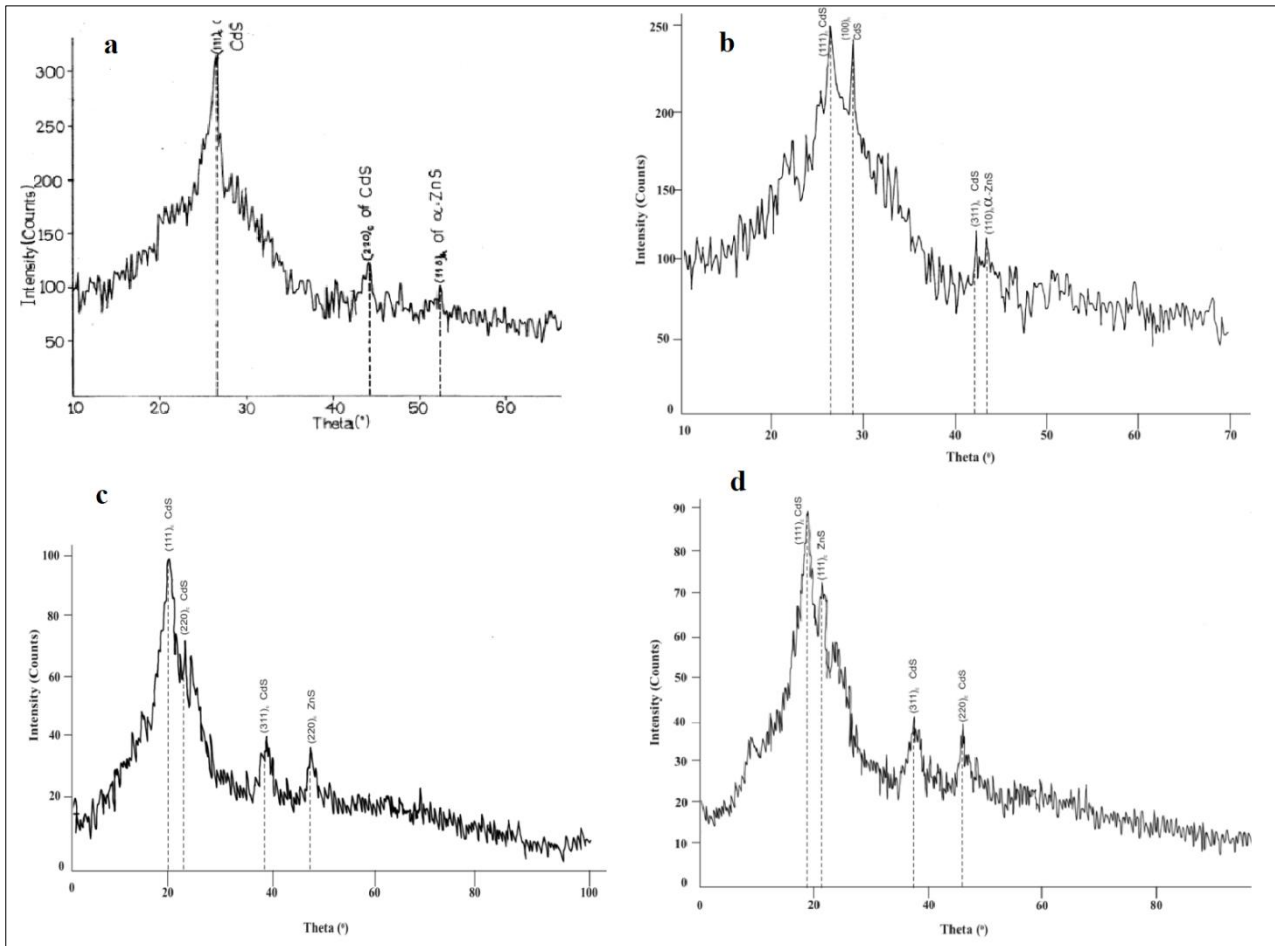 a
(111), (
CdS
300
250
200
150
100
50
Intensity (Counts)
(220)c of CdS
(110)h of α-ZnS
10
20
30
40
50
60
Theta(°)
b
(111), CdS
(100),
CdS
250
200
150
100
50
0
Intensity (Counts)
(311), CdS
(110), α-ZnS
10
20
30
40
50
60
70
Theta (°)
c
(111), CdS
(220), CdS
100
80
60
40
20
0
Intensity (Counts)
(311), CdS
(220), ZnS
0
20
40
60
80
100
Theta (°)
d
(111), CdS
(111), ZnS
90
80
70
60
50
40
30
20
10
0
Intensity (Counts)
(311), CdS
(220), CdS
0
20
40
60
80
Theta (°)